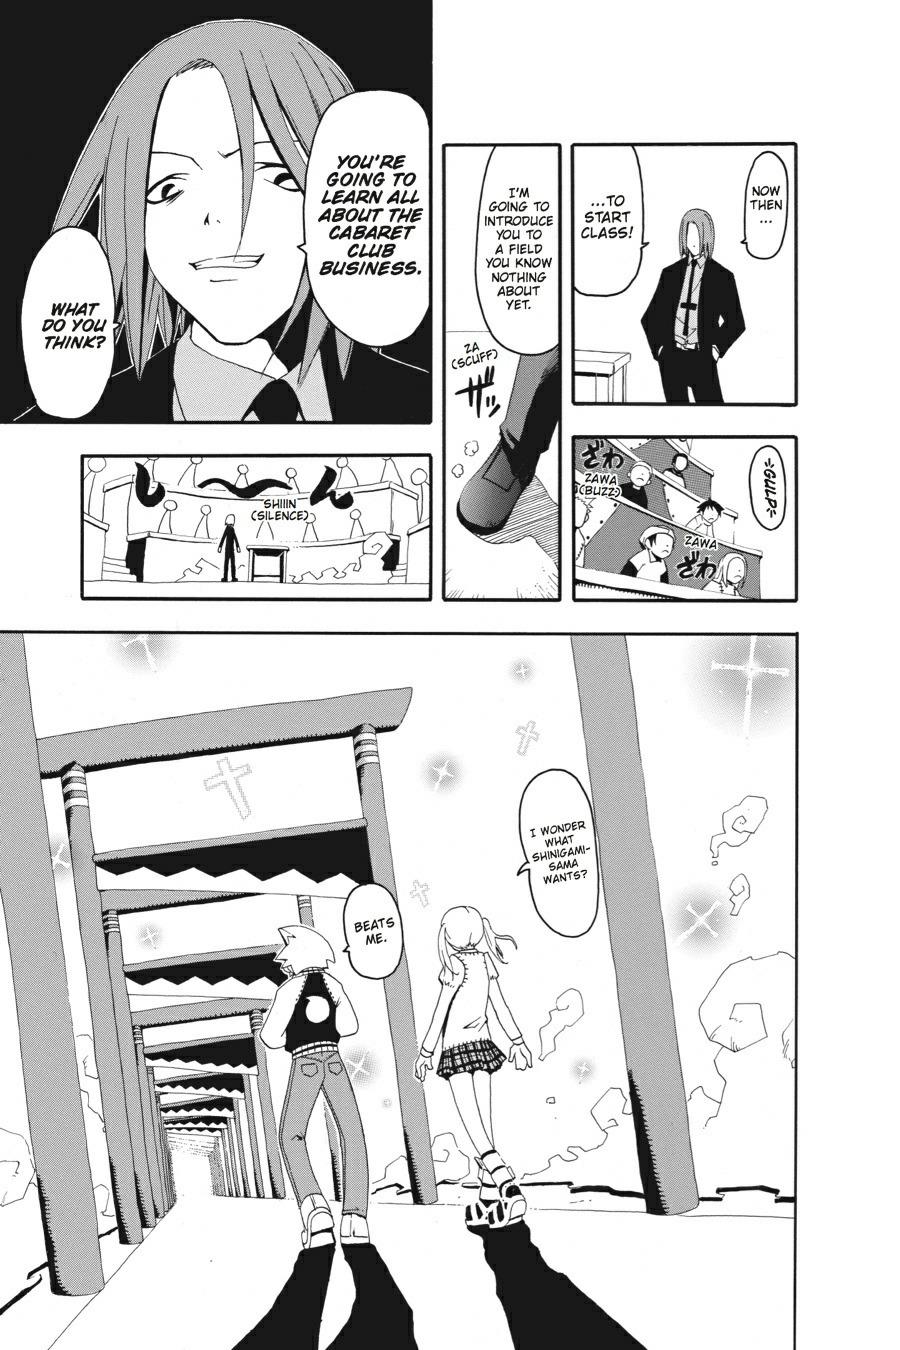 NOW
THEN
...
...TO
START
CLASS!
*GULP*
ざわ
ZAWA
(BUZZ)
ZAWA
ざわ
I'M
GOING TO
INTRODUCE
YOU TO
A FIELD
YOU KNOW
NOTHING
ABOUT
YET.
ZA
(SCUFF)
ザッ
YOU'RE
GOING TO
LEARN ALL
ABOUT THE
CABARET
CLUB
BUSINESS.
WHAT
DO YOU
THINK?
し〜ん
SHIIIN
(SILENCE)
I WONDER
WHAT
SHINIGAMI-
SAMA
WANTS?
BEATS
ME.